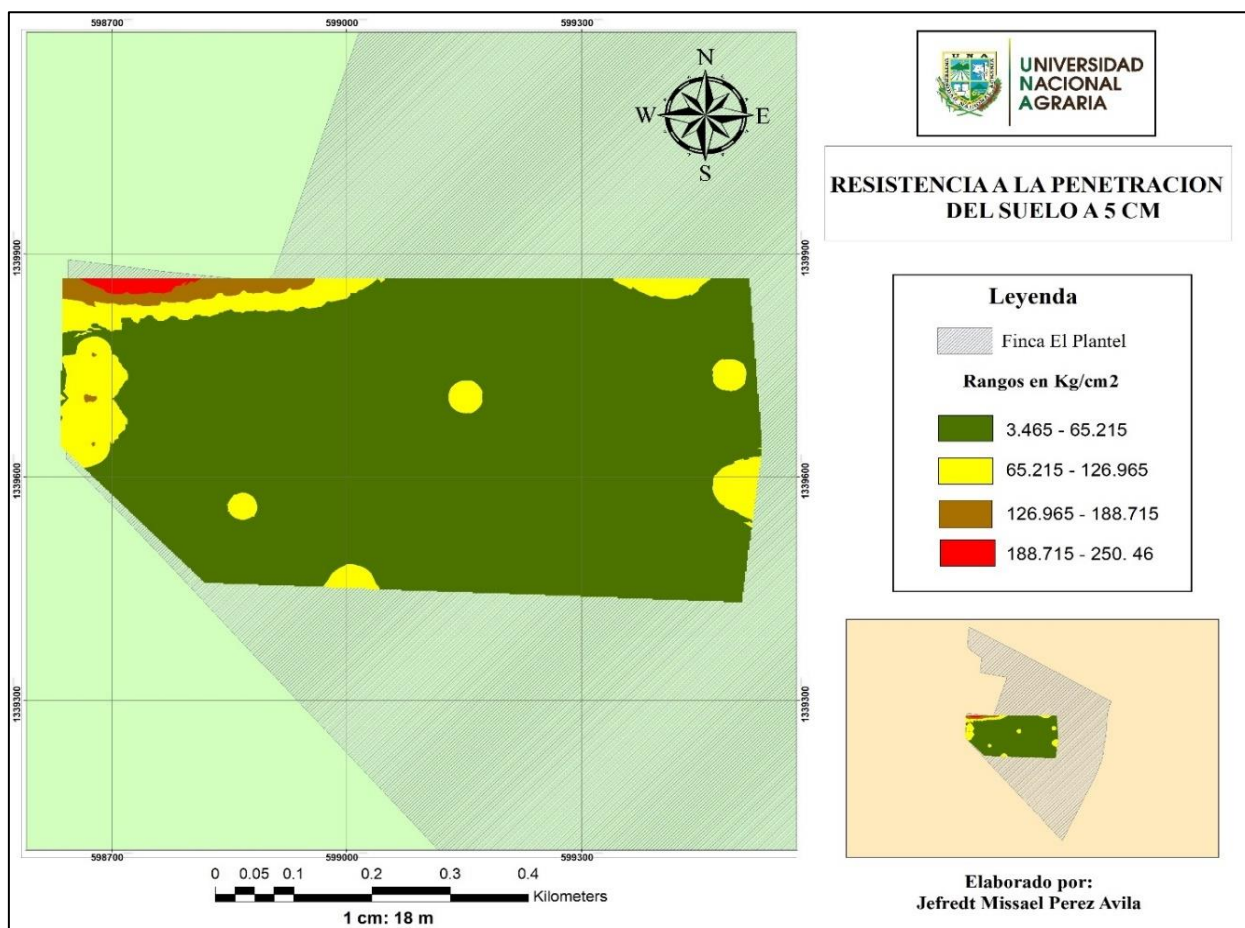 598700
599000
599300
N
W
E
S
1339900
1339900
1339600
1339600
1339300
1339300
598700
599000
599300
0 0.05 0.1 0.2 0.3 0.4
Kilometers
1 cm: 18 m
UNA
UNIVERSIDAD
NACIONAL
AGRARIA
RESISTENCIA A LA PENETRACION
DEL SUELO A 5 CM
Leyenda
Finca El Plantel
Rangos en Kg/cm2
3.465 - 65.215
65.215 - 126.965
126.965 - 188.715
188.715 - 250. 46
Elaborado por:
Jefredt Missael Perez Avila